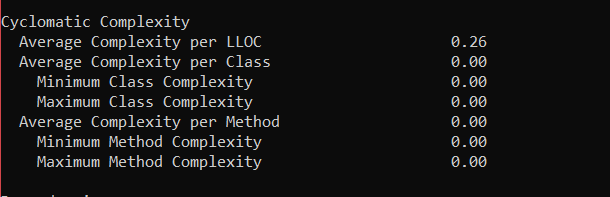 Cyclomatic Complexity
Average Complexity per LLOC 0.26
Average Complexity per Class 0.00
Minimum Class Complexity 0.00
Maximum Class Complexity 0.00
Average Complexity per Method 0.00
Minimum Method Complexity 0.00
Maximum Method Complexity 0.00